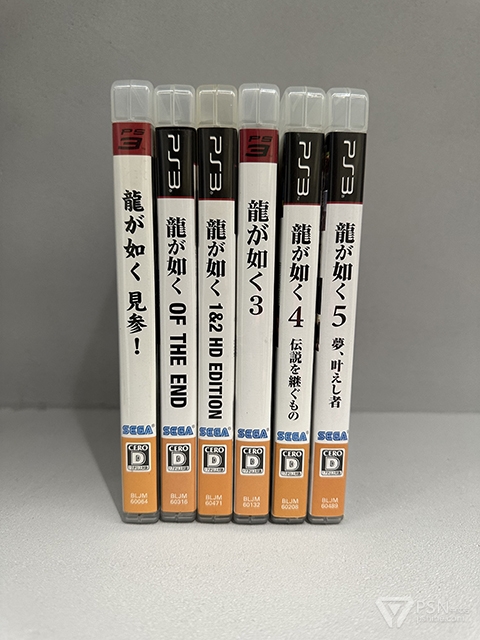 PS3
龍が如く 見参!
SEGA
CERO
D
BLJM
60064
PS3
龍が如く OF THE END
SEGA
CERO
D
BLJM
60316
PS3
龍が如く 1&2 HD EDITION
SEGA
CERO
D
BLJM
60471
PS3
龍が如く 3
SEGA
CERO
D
BLJM
60132
PS3
龍が如く 4 伝説を継ぐもの
SEGA
CERO
D
BLJM
PS3
龍が如く 5 夢、叶えし者
SEGA
CERO
D
BLJM
PSN